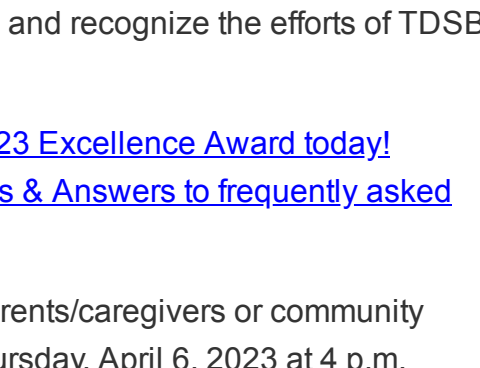 and recognize the efforts of TDSB
23 Excellence Award today!
s & Answers to frequently asked
rents/caregivers or community
ursday, April 6, 2023 at 4 p.m.